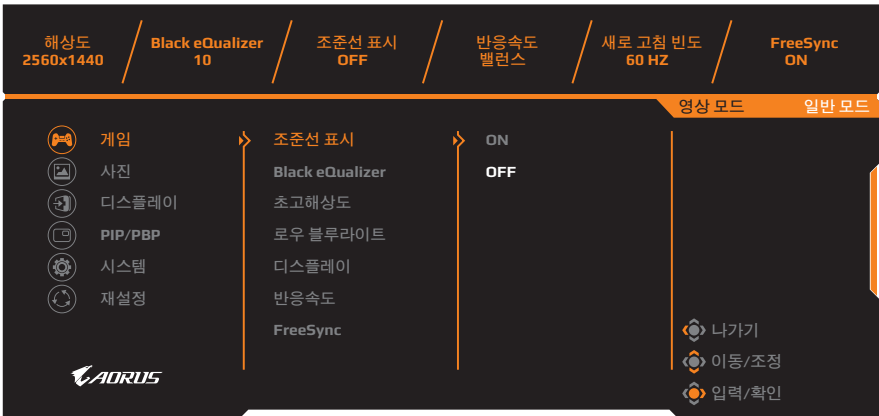 해상도
2560x1440
Black eQualizer
10
조준선 표시
OFF
반응속도
밸런스
새로 고침 빈도
60 HZ
FreeSync
ON
영상 모드 일반 모드
게임
사진
디스플레이
PIP/PBP
시스템
재설정
조준선 표시
Black eQualizer
초고해상도
로우 블루라이트
디스플레이
반응속도
FreeSync
ON
OFF
나가기
이동/조정
입력/확인
AORUS